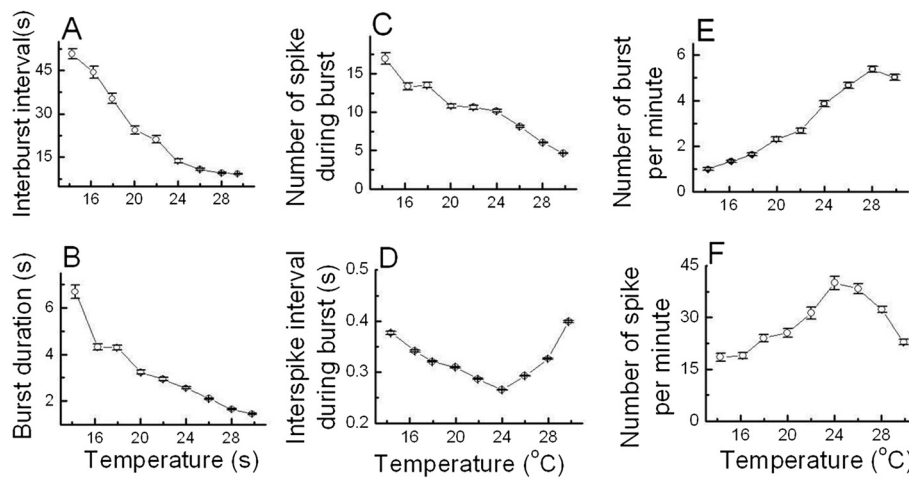 A
Interburst interval(s)
45
30
15
16 20 24 28
C
Number of spike
during burst
15
10
5
0
16 20 24 28
E
Number of burst
per minute
6
4
2
0
16 20 24 28
B
Burst duration (s)
6
4
2
16 20 24 28
Temperature (s)
D
Interspike interval
during burst (s)
0.5
0.4
0.3
0.2
16 20 24 28
Temperature (°C)
F
Number of spike
per minute
45
30
15
0
16 20 24 28
Temperature (°C)